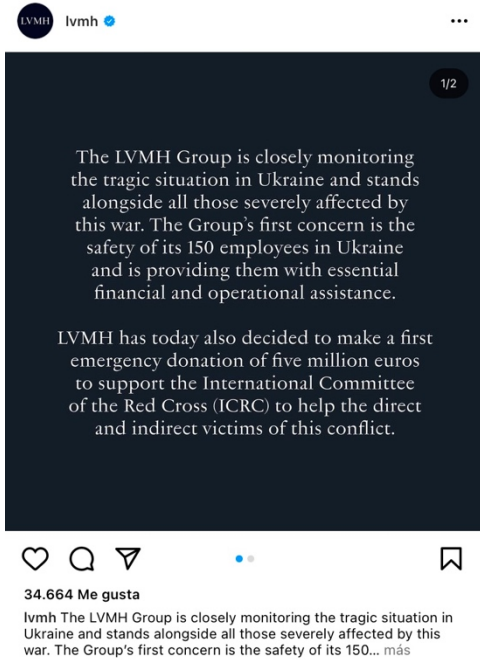 LVMH
lvmh
1/2
The LVMH Group is closely monitoring
the tragic situation in Ukraine and stands
alongside all those severely affected by
this war. The Group's first concern is the
safety of its 150 employees in Ukraine
and is providing them with essential
financial and operational assistance.
LVMH has today also decided to make a first
emergency donation of five million euros
to support the International Committee
of the Red Cross (ICRC) to help the direct
and indirect victims of this conflict.
34.664 Me gusta
lvmh The LVMH Group is closely monitoring the tragic situation in
Ukraine and stands alongside all those severely affected by this
war. The Group's first concern is the safety of its 150... más